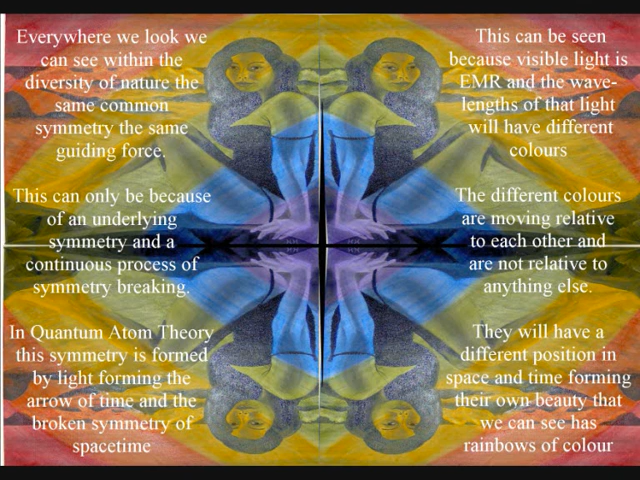 Everywhere we look we
can see within the
diversity of nature the
same common
symmetry the same
guiding force.
This can only be because
of an underlying
symmetry and a
continuous process of
symmetry breaking.
In Quantum Atom Theory
this symmetry is formed
by light forming the
arrow of time and the
broken symmetry of
spacetime
This can be seen
because visible light is
EMR and the wave-
lengths of that light
will have different
colours
The different colours
are moving relative
to each other and
are not relative to
anything else.
They will have a
different position in
space and time forming
their own beauty that
we can see has
rainbows of colour